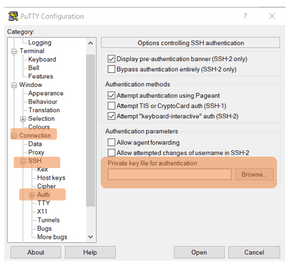 PuTTY Configuration
? ×
Category:
Logging
Terminal
Keyboard
Bell
Features
Window
Appearance
Behaviour
Translation
Selection
Colours
Connection
Data
Proxy
SSH
Kex
Host keys
Cipher
Auth
TTY
X11
Tunnels
Bugs
More bugs
Options controlling SSH authentication
Display pre-authentication banner (SSH-2 only)
Bypass authentication entirely (SSH-2 only)
Authentication methods
Attempt authentication using Pageant
Attempt TIS or CryptoCard auth (SSH-1)
Attempt "keyboard-interactive" auth (SSH-2)
Authentication parameters
Allow agent forwarding
Allow attempted changes of username in SSH-2
Private key file for authentication:
Browse...
About Help Open Cancel